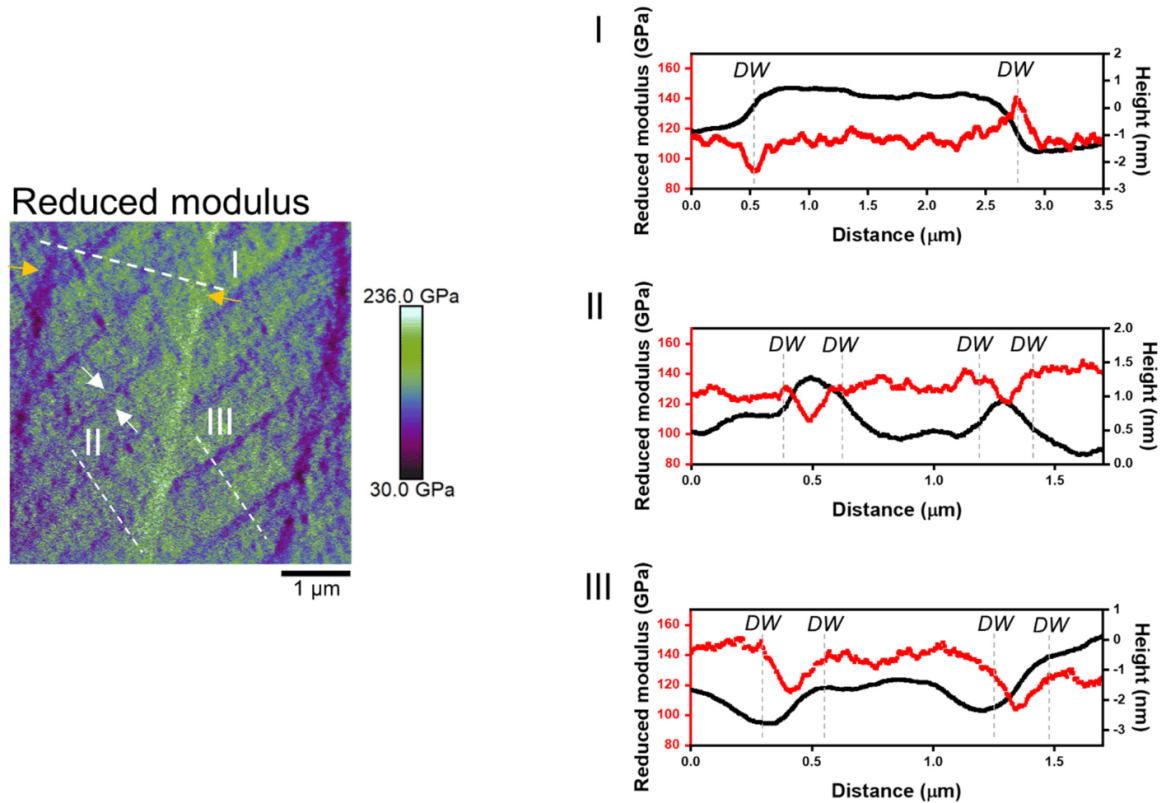 Reduced modulus
I
II
III
236.0 GPa
30.0 GPa
1 μm
I
Reduced modulus (GPa)
160
140
120
100
80
DW
DW
2
1
0
-1
-2
-3
Height (nm)
0.0 0.5 1.0 1.5 2.0 2.5 3.0 3.5
Distance (μm)
II
Reduced modulus (GPa)
160
140
120
100
80
DW DW DW DW
2.0
1.5
1.0
0.5
0.0
Height (nm)
0.0 0.5 1.0 1.5
Distance (μm)
III
Reduced modulus (GPa)
160
140
120
100
80
DW DW DW DW
1
0
-1
-2
-3
Height (nm)
0.0 0.5 1.0 1.5
Distance (μm)